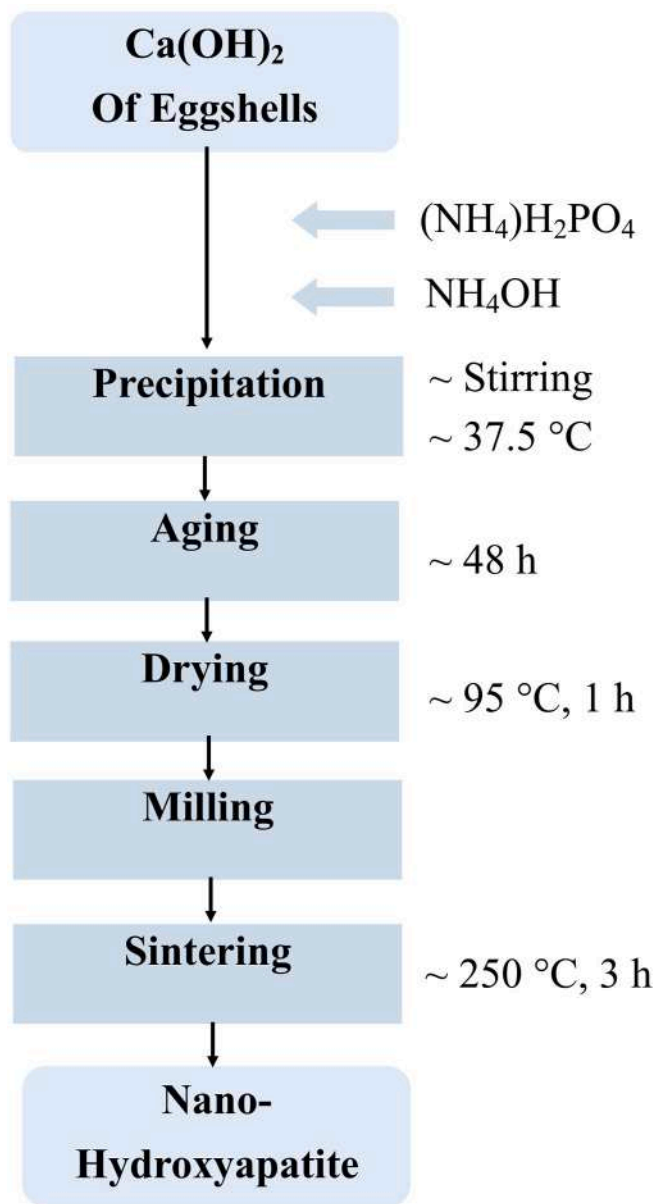 Ca(OH)₂
Of Eggshells
(NH₄)H₂PO₄
NH₄OH
Precipitation
~ Stirring
~ 37.5 °C
Aging
~ 48 h
Drying
~ 95 °C, 1 h
Milling
Sintering
~ 250 °C, 3 h
Nano-
Hydroxyapatite